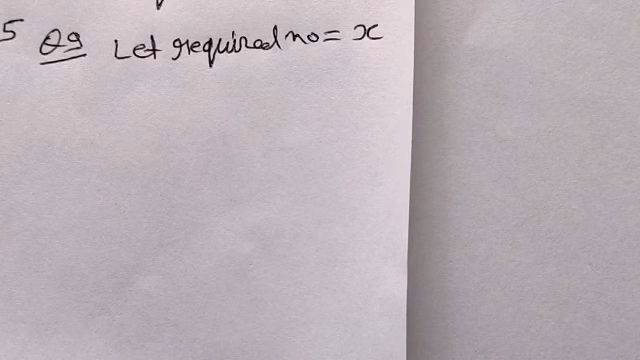 5 Q9 Let required no = x